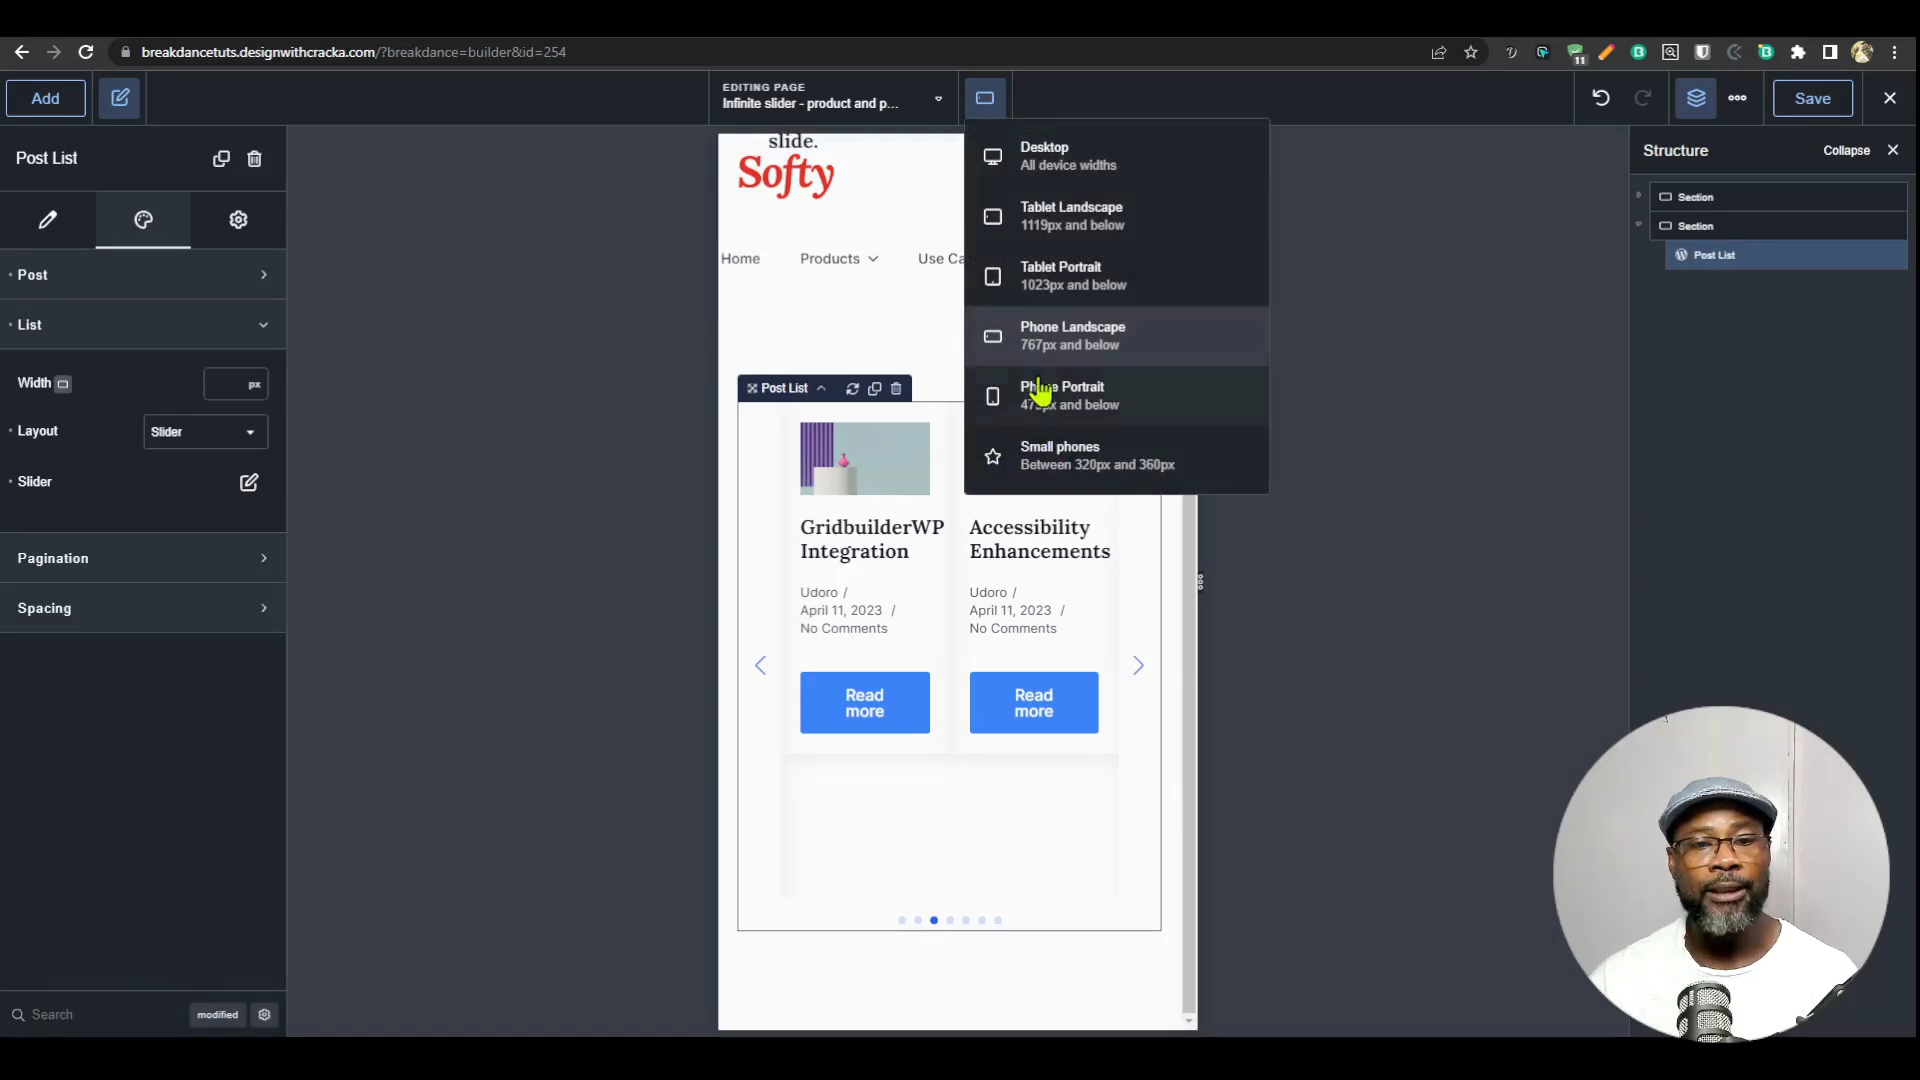 breakdancetuts.designwithcracka.com/?breakdance=builder&id=254
11
Add
EDITING PAGE
Infinite slider - product and p...
Save
Post List
Post
List
Width
px
Layout
Slider
Slider
Pagination
Spacing
Search
modified
slide.
Softy
Home
Products
Use Ca
Desktop
All device widths
Tablet Landscape
1119px and below
Tablet Portrait
1023px and below
Phone Landscape
767px and below
Portrait
and below
Small phones
Between 320px and 360px
Post List
GridbuilderWP
Integration
Udoro /
April 11, 2023 /
No Comments
Read
more
Accessibility
Enhancements
Udoro /
April 11, 2023 /
No Comments
Read
more
Structure
Collapse
Section
Section
Post List